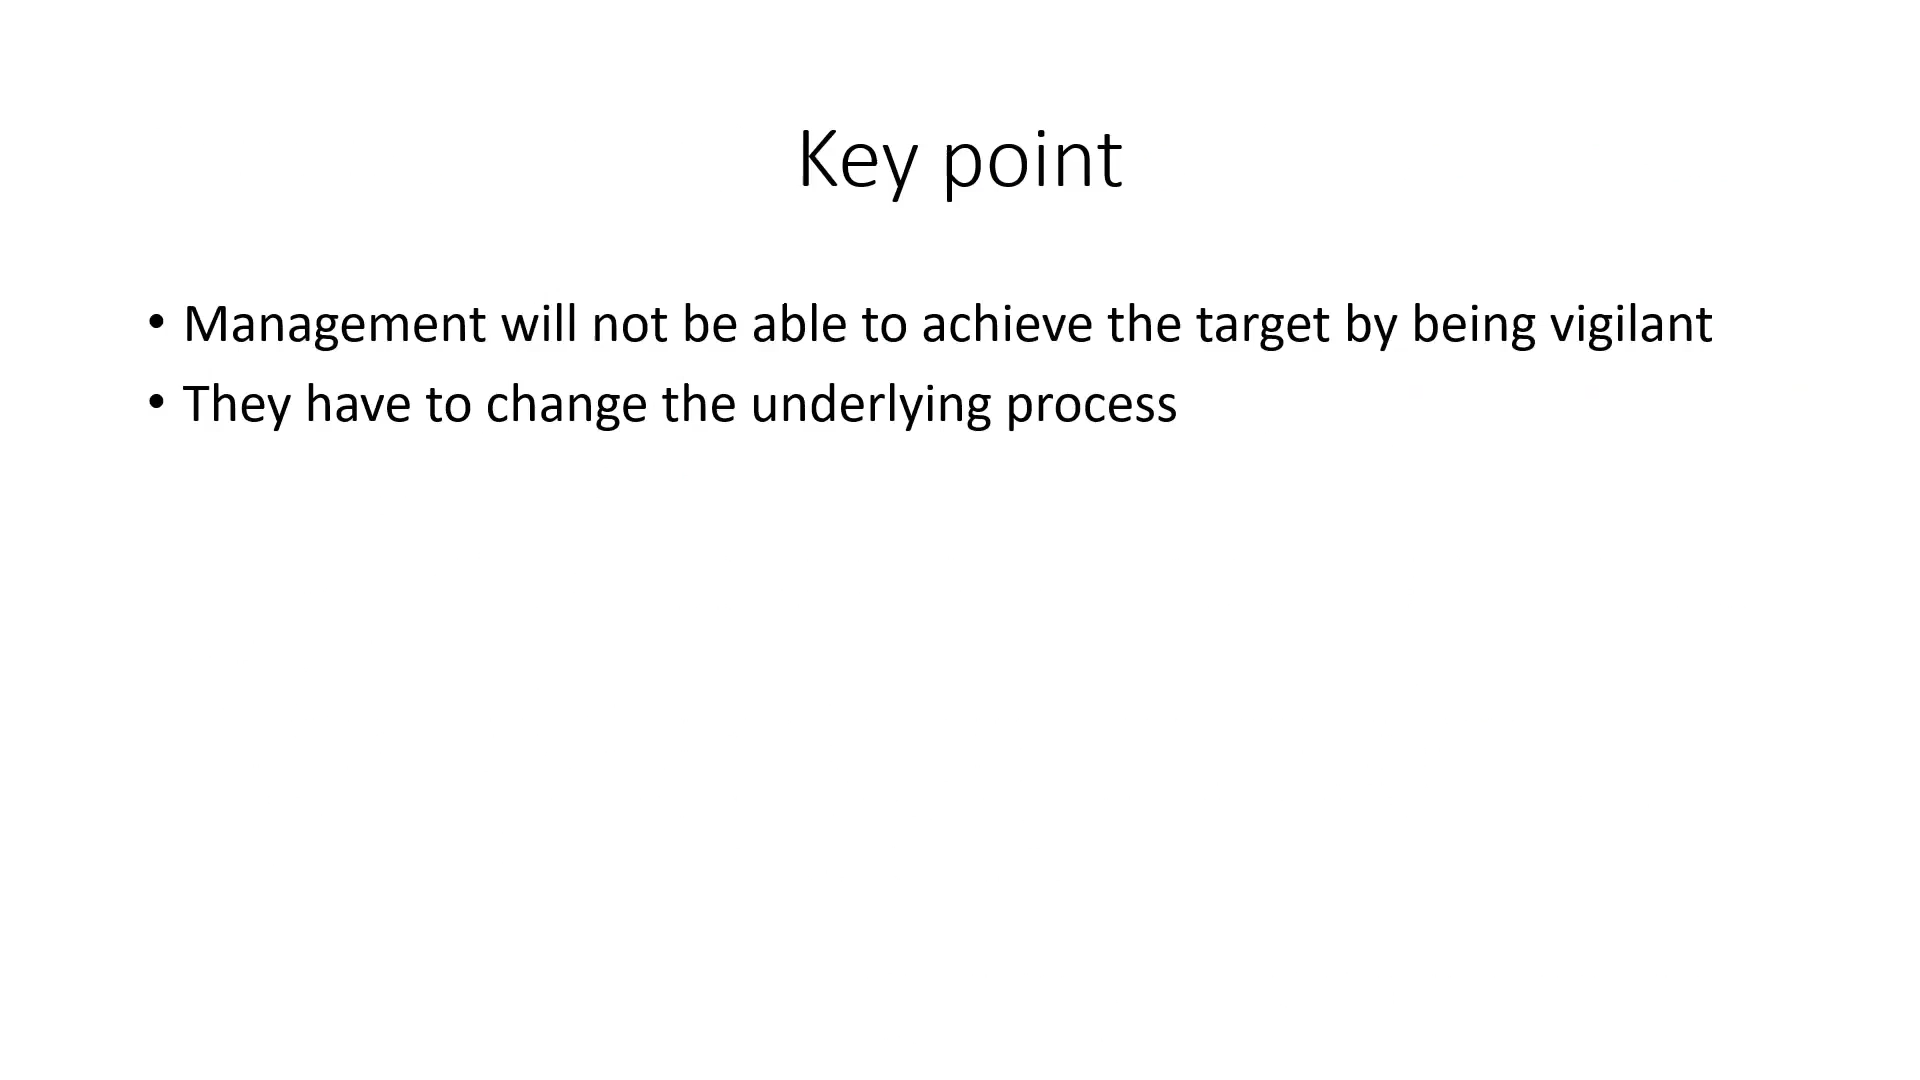 Key point
• Management will not be able to achieve the target by being vigilant
• They have to change the underlying process